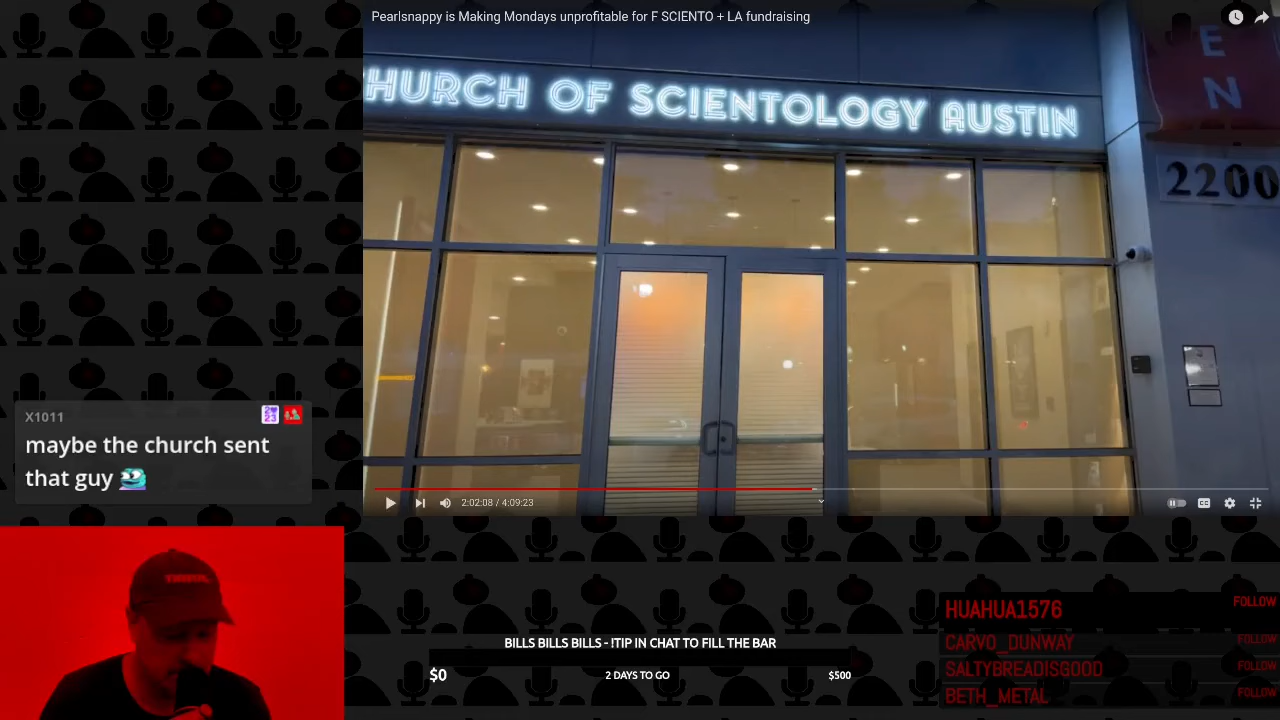 Pearlsnappy is Making Mondays unprofitable for F SCIENTO + LA fundraising
HURCH OF SCIENTOLOGY AUSTIN
E
N
2200
X1011
maybe the church sent
that guy
2:02:08 / 4:09:23
BILLS BILLS BILLS - !TIP IN CHAT TO FILL THE BAR
$0
2 DAYS TO GO
$500
HUAHUA1576 FOLLOW
CARVO_DUNWAY FOLLOW
SALTYBREADISGOOD FOLLOW
BETH_METAL FOLLOW